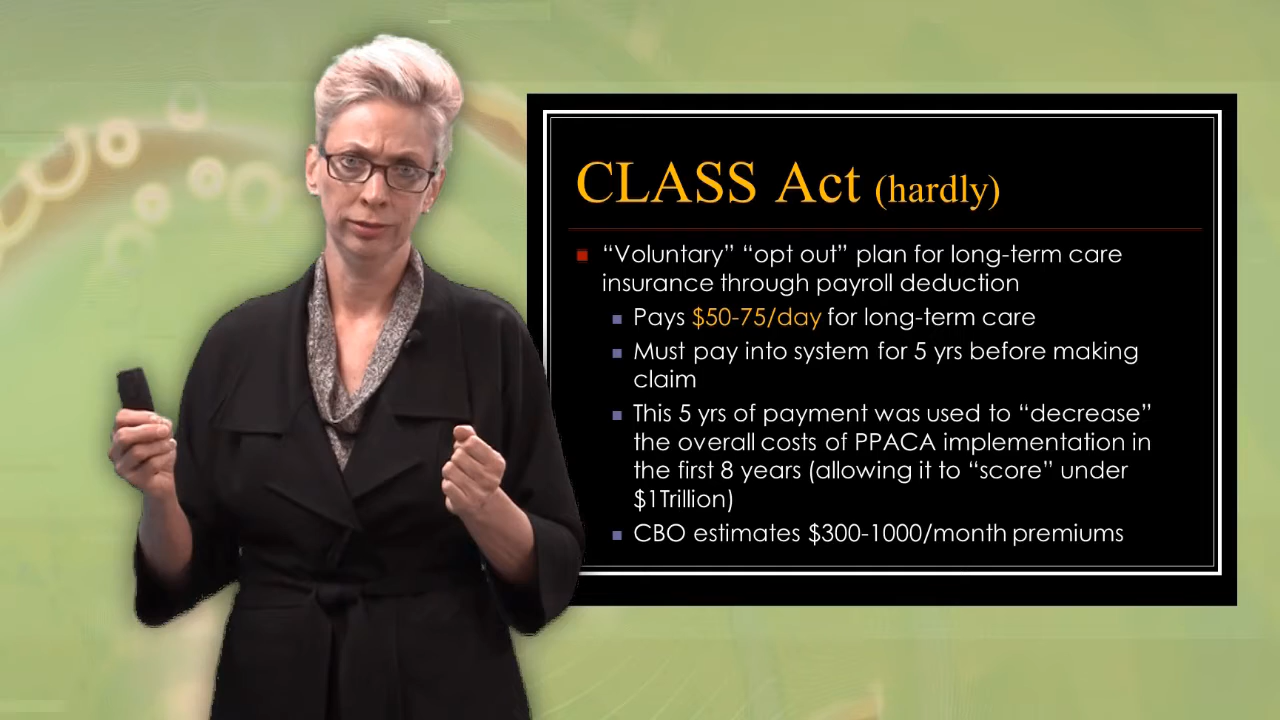 CLASS Act (hardly)
“Voluntary” “opt out” plan for long-term care
insurance through payroll deduction
Pays $50-75/day for long-term care
Must pay into system for 5 yrs before making
claim
This 5 yrs of payment was used to “decrease”
the overall costs of PPACA implementation in
the first 8 years (allowing it to “score” under
$1Trillion)
CBO estimates $300-1000/month premiums